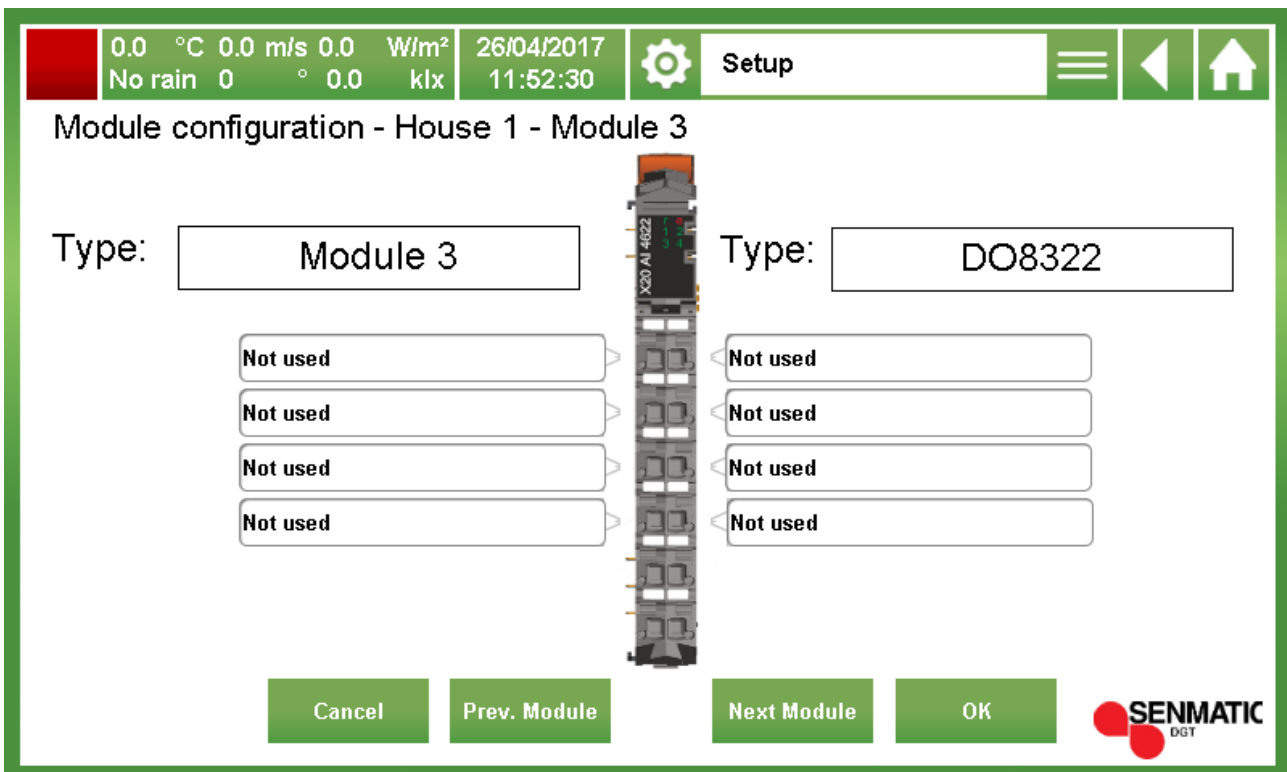 0.0 °C 0.0 m/s 0.0 W/m²
No rain 0 ° 0.0 klx
26/04/2017
11:52:30
Setup
Module configuration - House 1 - Module 3
Type: Module 3
Type: DO8322
X20 AI 4622
r e
1 2
3 4
Not used Not used
Not used Not used
Not used Not used
Not used Not used
Cancel Prev. Module Next Module OK
SENMATIC
DGT